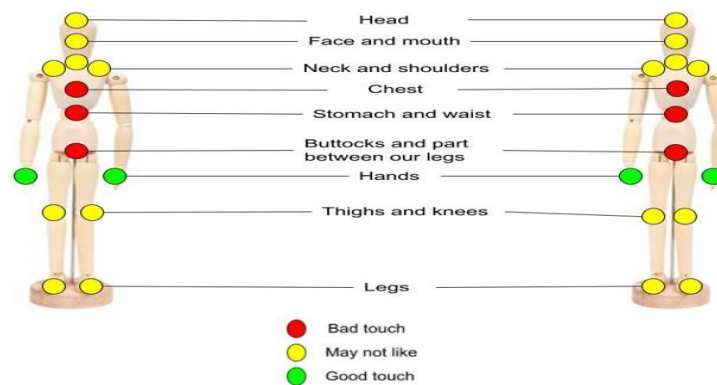 Head
Face and mouth
Neck and shoulders
Chest
Stomach and waist
Buttocks and part
between our legs
Hands
Thighs and knees
Legs
Bad touch
May not like
Good touch